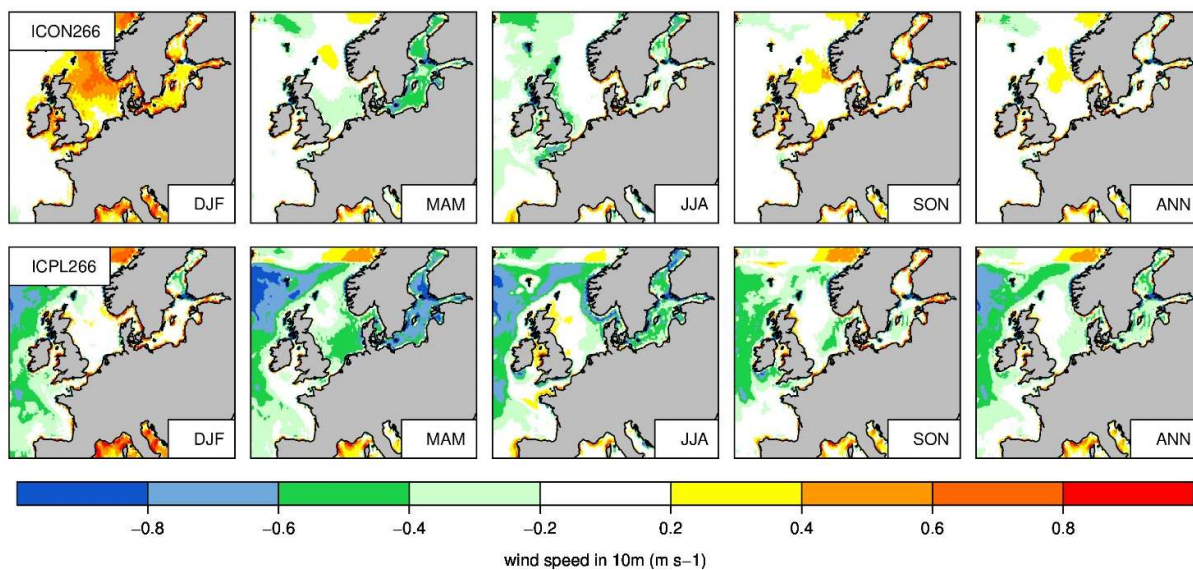 ICON266
DJF
MAM
JJA
SON
ANN
ICPL266
DJF
MAM
JJA
SON
ANN
−0.8
−0.6
−0.4
−0.2
0.2
0.4
0.6
0.8
wind speed in 10m (m s−1)